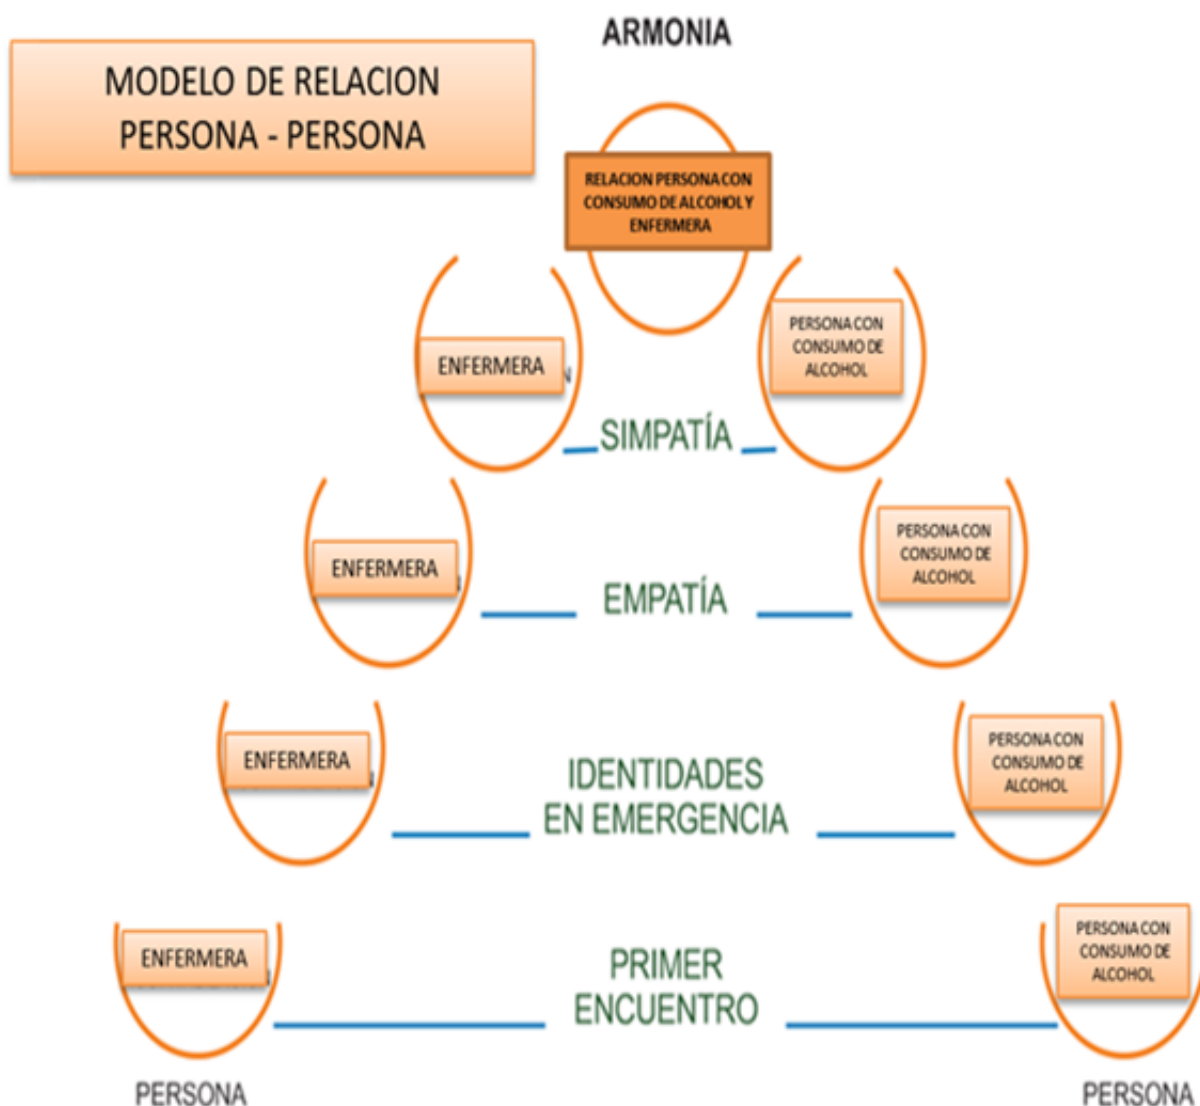 ARMONIA
MODELO DE RELACION
PERSONA - PERSONA
RELACION PERSONA CON
CONSUMO DE ALCOHOL Y
ENFERMERA
ENFERMERA
PERSONA CON
CONSUMO DE
ALCOHOL
SIMPATÍA
ENFERMERA
PERSONA CON
CONSUMO DE
ALCOHOL
EMPATÍA
ENFERMERA
PERSONA CON
CONSUMO DE
ALCOHOL
IDENTIDADES
EN EMERGENCIA
ENFERMERA
PERSONA CON
CONSUMO DE
ALCOHOL
PRIMER
ENCUENTRO
PERSONA
PERSONA